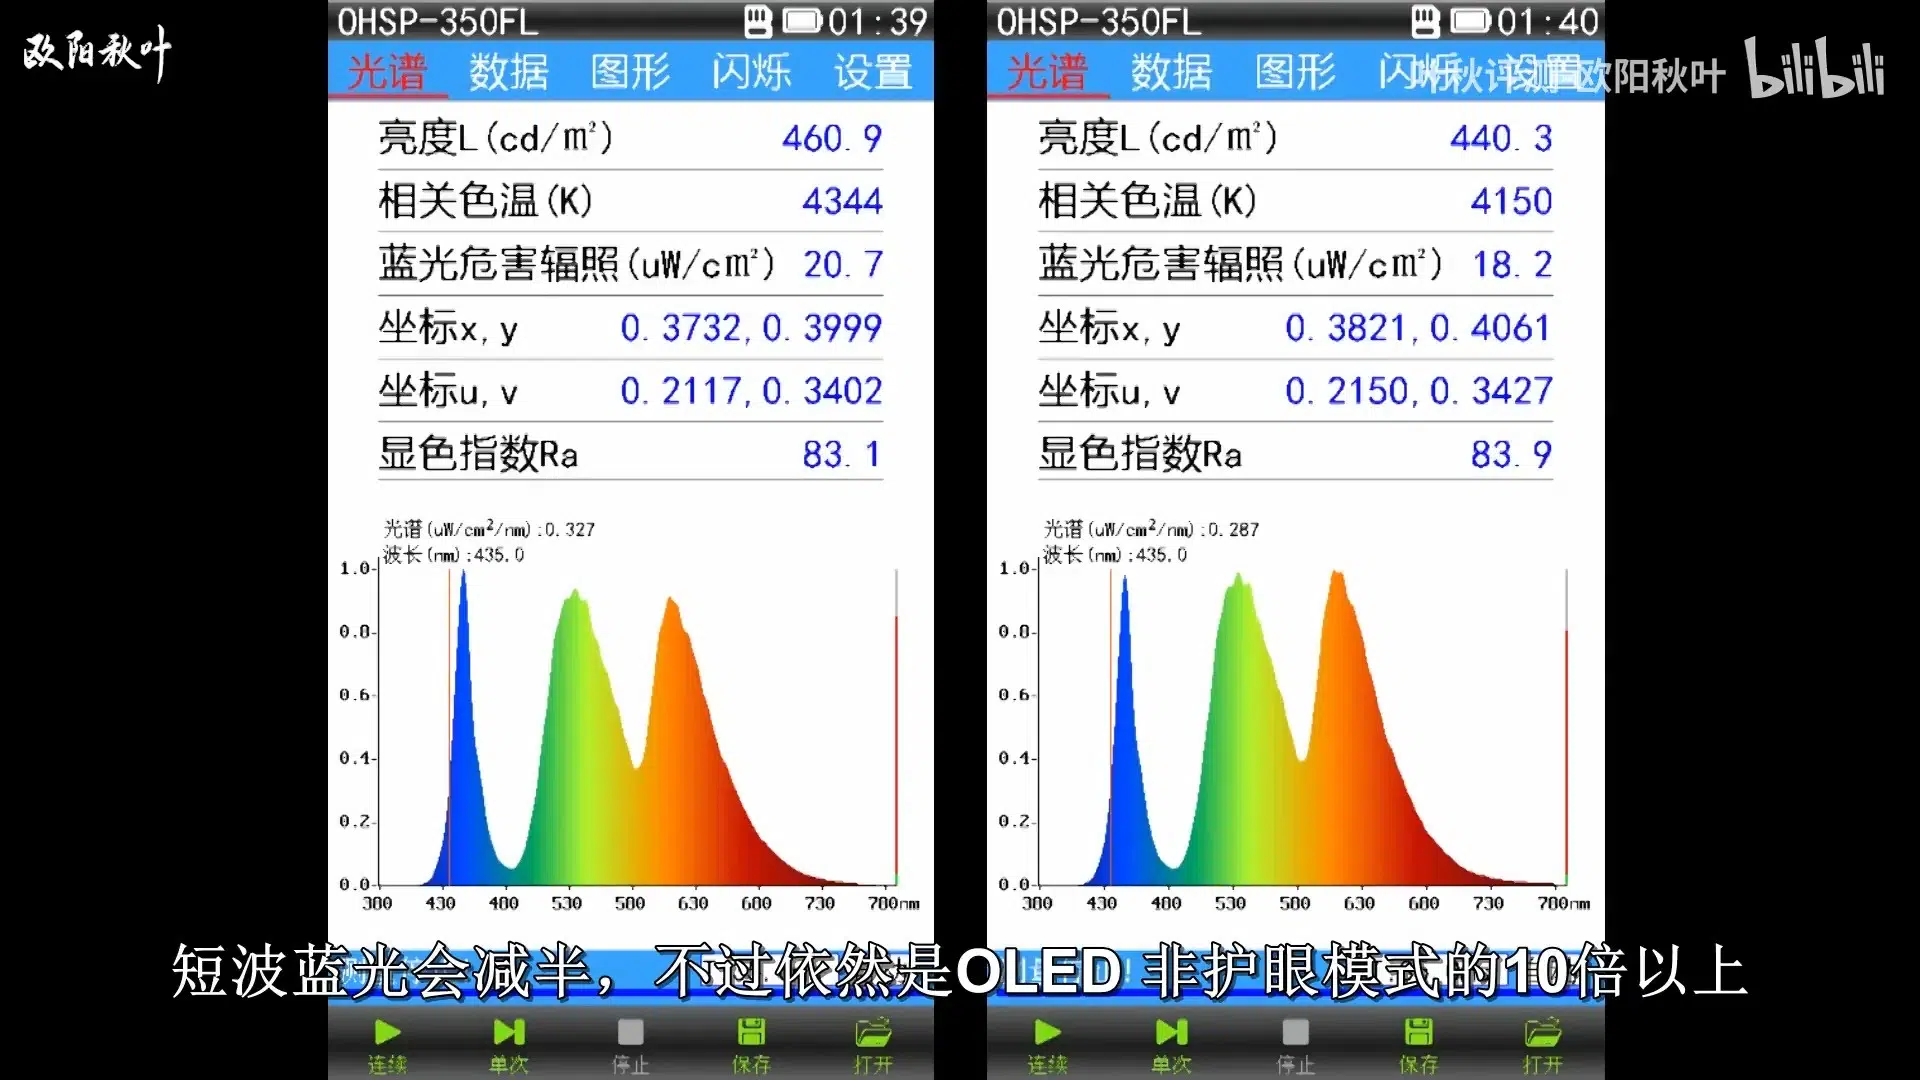 欧阳秋叶
OHSP-350FL 01:39
光谱 数据 图形 闪烁 设置
亮度L(cd/m²) 460.9
相关色温(K) 4344
蓝光危害辐照(uW/cm²) 20.7
坐标x,y 0.3732,0.3999
坐标u,v 0.2117,0.3402
显色指数Ra 83.1
光谱(uW/cm²/nm):0.327
波长(nm):435.0
1.0
0.8
0.6
0.4
0.2
0.0
380 430 480 530 580 630 680 730 780nm
连续 单次 停止 保存 打开
OHSP-350FL 01:40
光谱 数据 图形 闪烁 设置
欧阳秋叶 bilibili
亮度L(cd/m²) 440.3
相关色温(K) 4150
蓝光危害辐照(uW/cm²) 18.2
坐标x,y 0.3821,0.4061
坐标u,v 0.2150,0.3427
显色指数Ra 83.9
光谱(uW/cm²/nm):0.287
波长(nm):435.0
1.0
0.8
0.6
0.4
0.2
0.0
380 430 480 530 580 630 680 730 780nm
连续 单次 停止 保存 打开
短波蓝光会减半，不过依然是OLED 非护眼模式的10倍以上